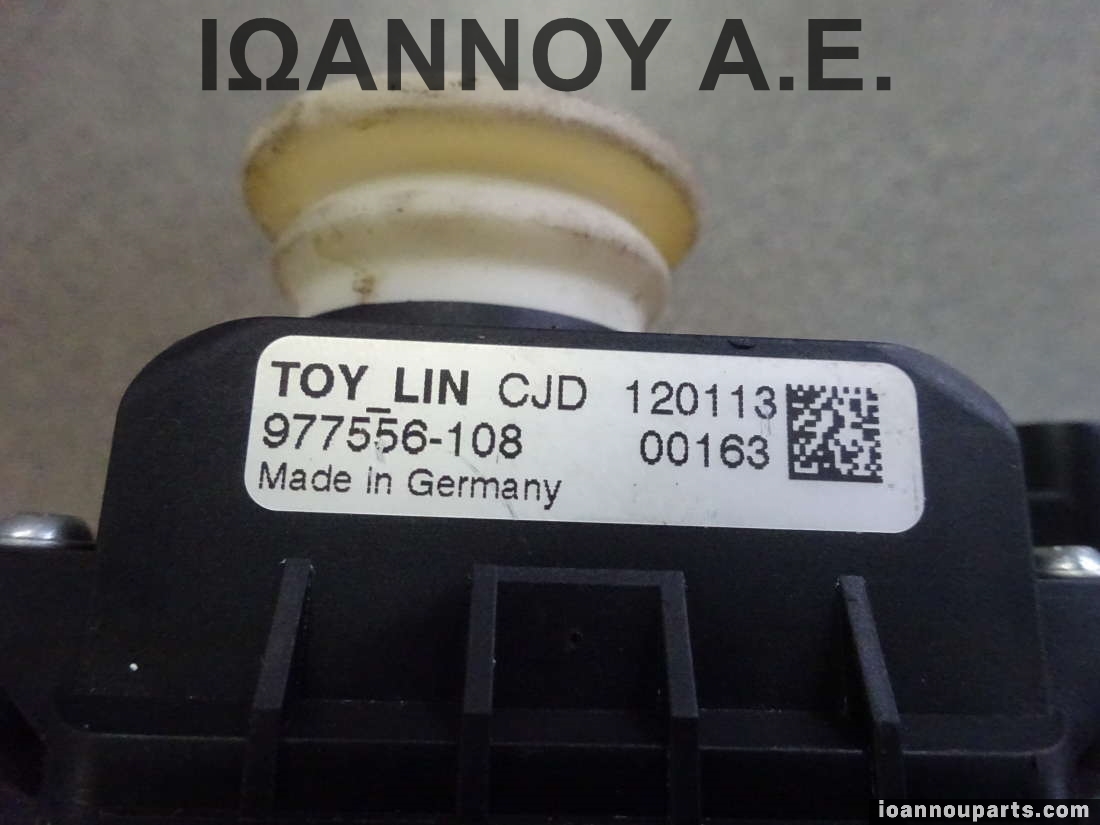 ΙΩΑΝΝΟΥ Α.Ε.
TOY_LIN CJD 120113
977556-108 00163
Made in Germany
ioannouparts.com